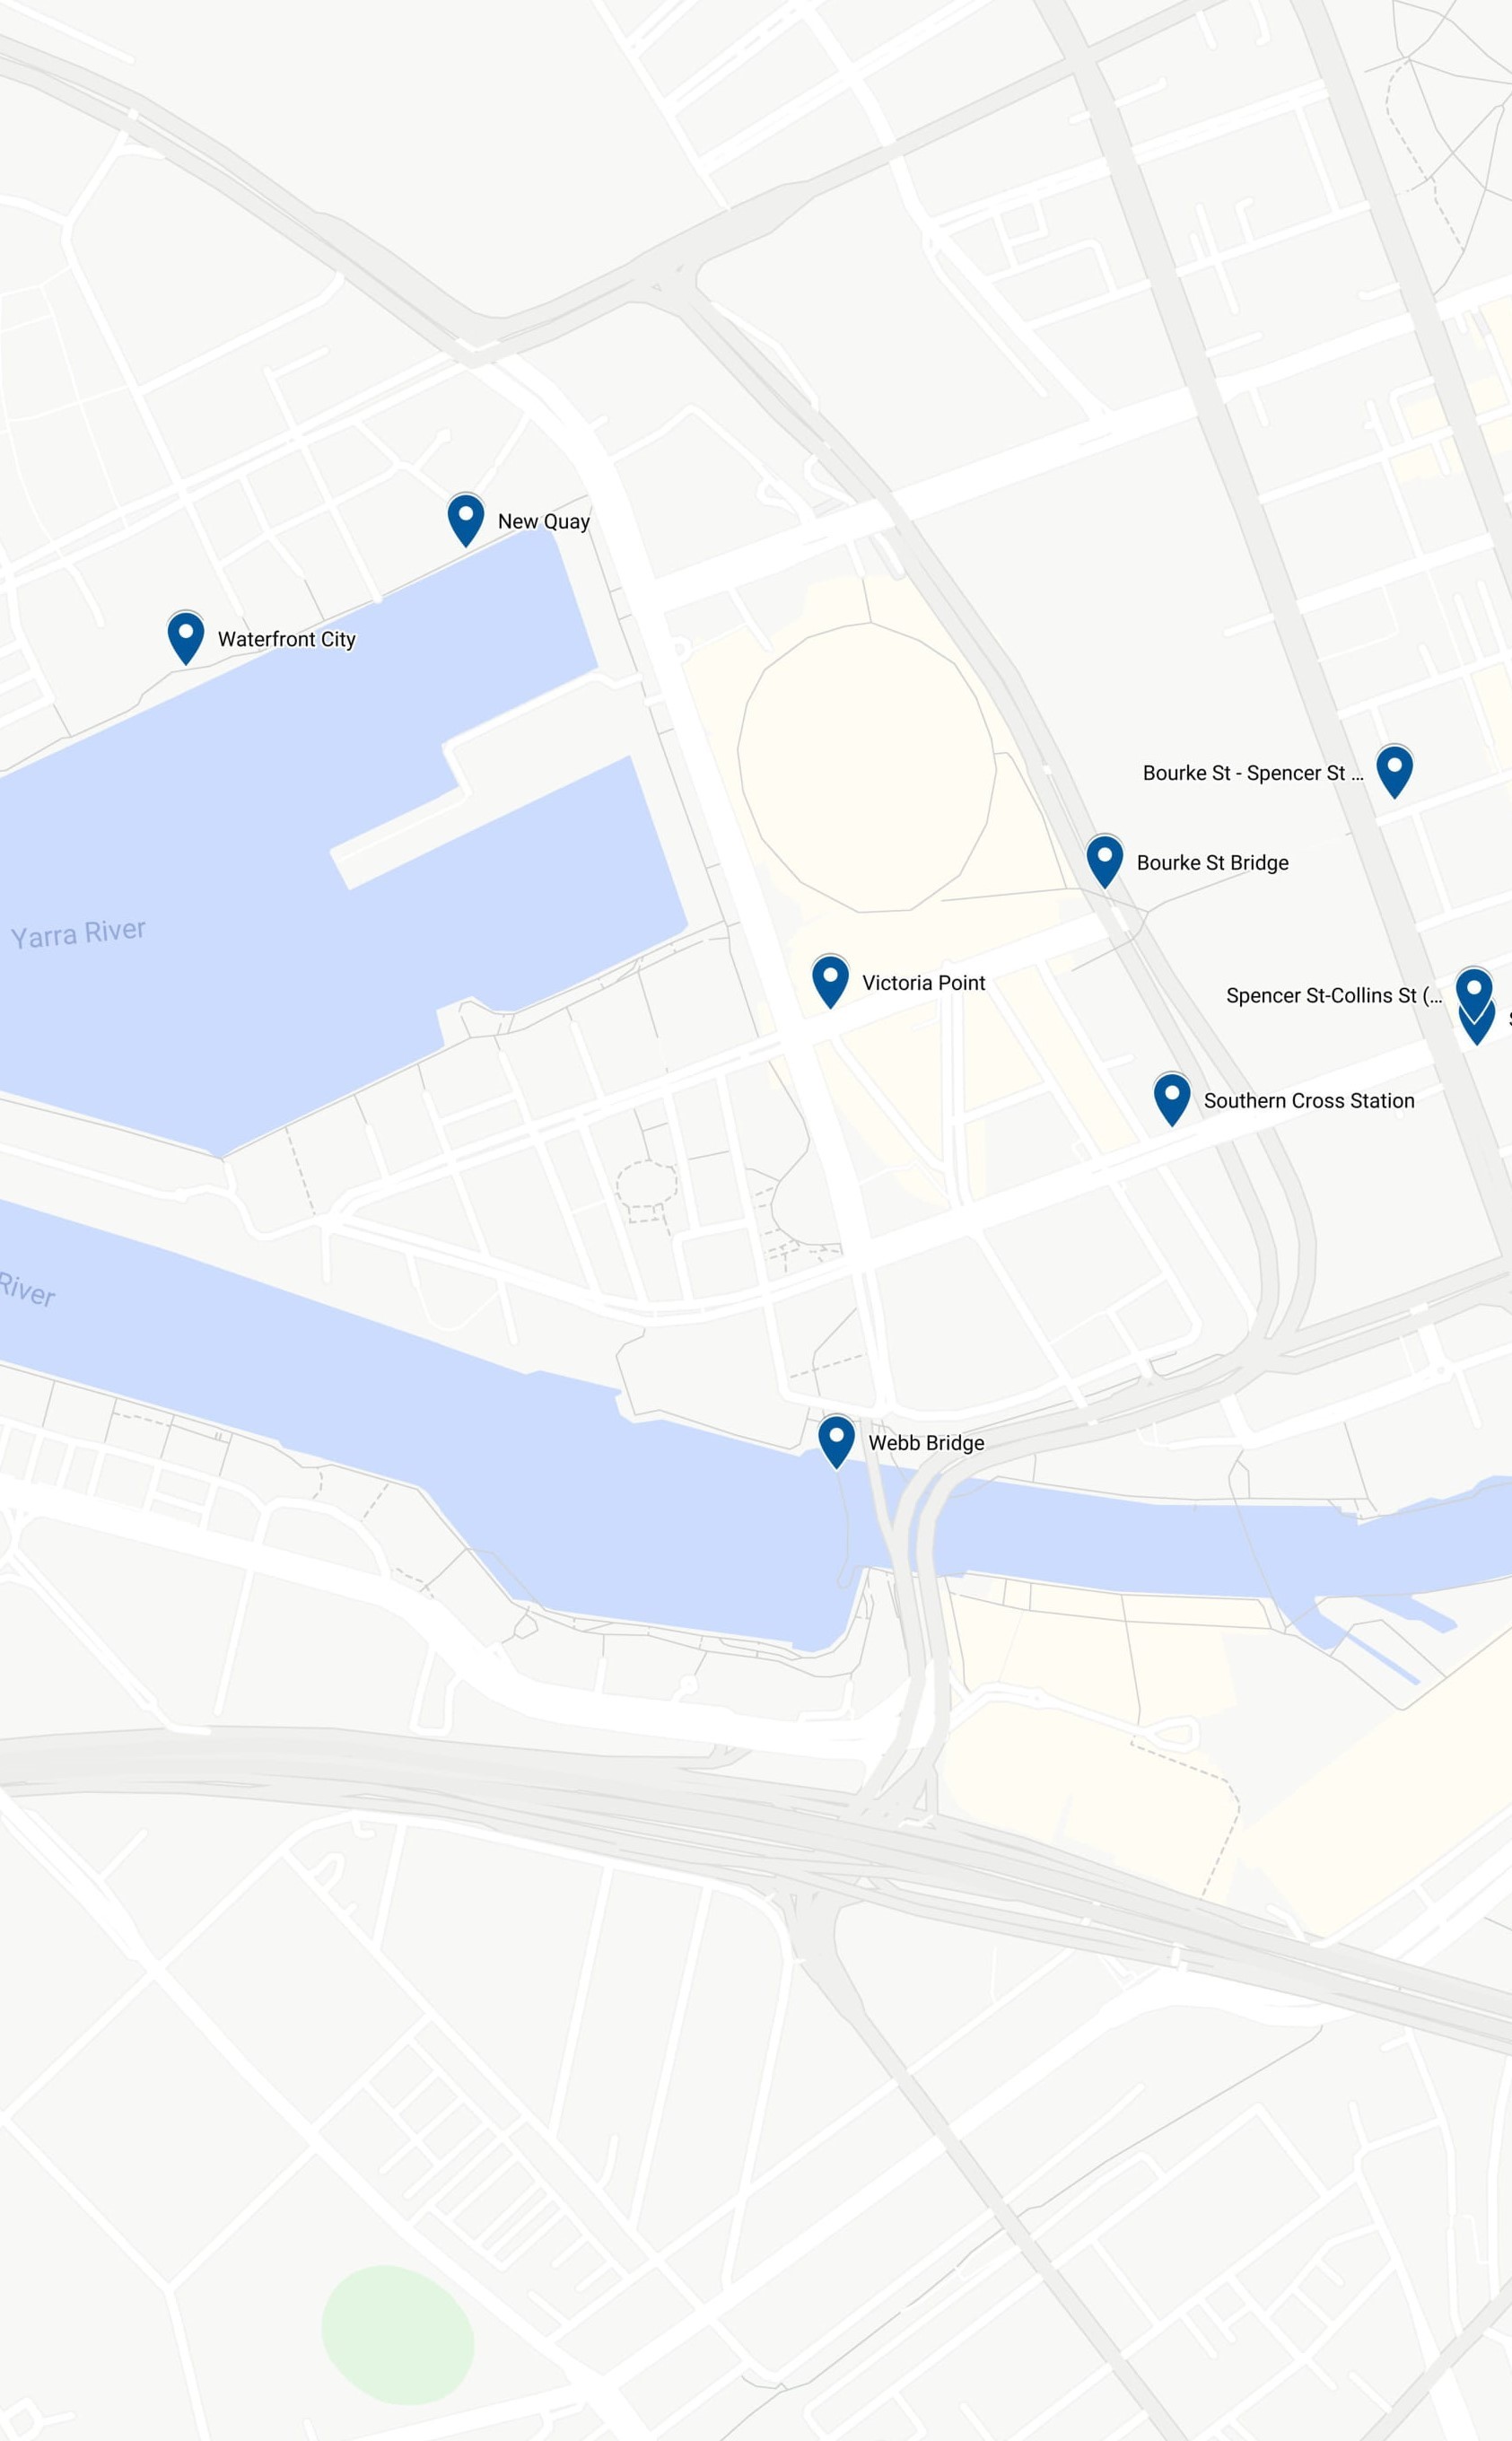 New Quay
Waterfront City
Bourke St - Spencer St ...
Bourke St Bridge
Yarra River
Victoria Point
Spencer St-Collins St (...
S
Southern Cross Station
River
Webb Bridge